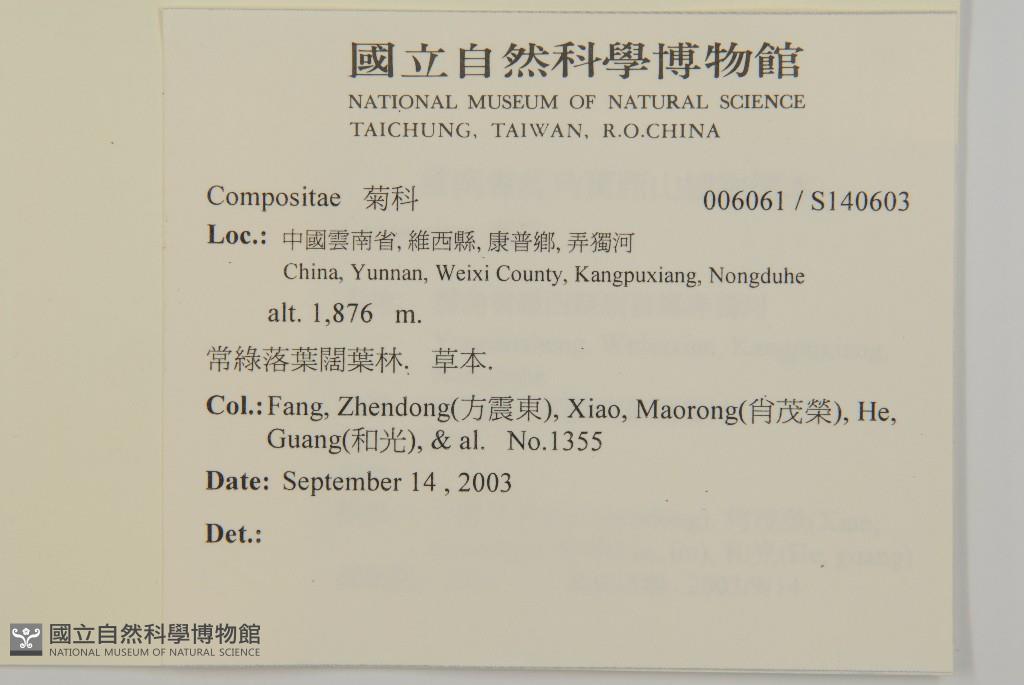 國立自然科學博物館
NATIONAL MUSEUM OF NATURAL SCIENCE
TAICHUNG, TAIWAN, R.O.CHINA
Compositae 菊科 006061 / S140603
Loc.: 中國雲南省, 維西縣, 康普鄉, 弄獨河
China, Yunnan, Weixi County, Kangpuxiang, Nongduhe
alt. 1,876 m.
常綠落葉闊葉林. 草本.
Col.: Fang, Zhendong(方震東), Xiao, Maorong(肖茂榮), He,
Guang(和光), & al. No.1355
Date: September 14 , 2003
Det.:
國立自然科學博物館
NATIONAL MUSEUM OF NATURAL SCIENCE